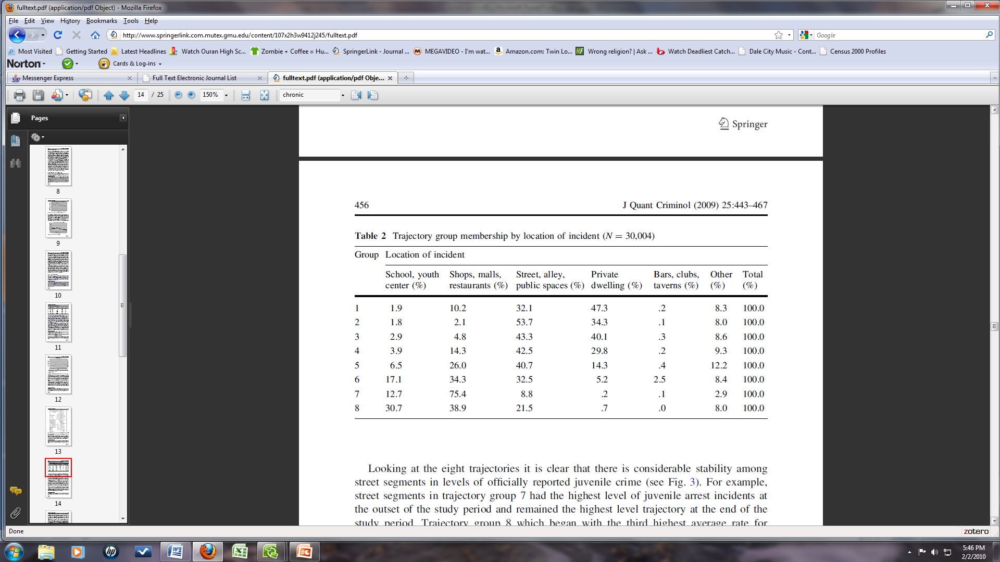 fulltext.pdf (application/pdf Object) - Mozilla Firefox
File Edit View History Bookmarks Tools Help
http://www.springerlink.com.mutex.gmu.edu/content/107x2h3w9412j245/fulltext.pdf
Google
Most Visited Getting Started Latest Headlines Watch Ouran High Sc... Zombie + Coffee = Hu... SpringerLink - Journal ... MEGAVIDEO - I'm wat... Amazon.com: Twin Lo... Wrong religion? | Ask ... Watch Deadliest Catch... Dale City Music - Cont... Census 2000 Profiles
Norton Cards & Log-ins
Messenger Express Full Text Electronic Journal List fulltext.pdf (application/pdf Obje...
14 / 25 150% chronic
Pages
8
9
10
11
12
13
14
Springer
456 J Quant Criminol (2009) 25:443–467
Table 2 Trajectory group membership by location of incident (N = 30,004)
Group Location of incident
School, youth Shops, malls, Street, alley, Private Bars, clubs, Other Total
center (%) restaurants (%) public spaces (%) dwelling (%) taverns (%) (%) (%)
1 1.9 10.2 32.1 47.3 .2 8.3 100.0
2 1.8 2.1 53.7 34.3 .1 8.0 100.0
3 2.9 4.8 43.3 40.1 .3 8.6 100.0
4 3.9 14.3 42.5 29.8 .2 9.3 100.0
5 6.5 26.0 40.7 14.3 .4 12.2 100.0
6 17.1 34.3 32.5 5.2 2.5 8.4 100.0
7 12.7 75.4 8.8 .2 .1 2.9 100.0
8 30.7 38.9 21.5 .7 .0 8.0 100.0
Looking at the eight trajectories it is clear that there is considerable stability among
street segments in levels of officially reported juvenile crime (see Fig. 3). For example,
street segments in trajectory group 7 had the highest level of juvenile arrest incidents at
the outset of the study period and remained the highest level trajectory at the end of the
study period. Trajectory group 8 which began with the third highest average rate for
Done
zotero
5:46 PM
2/2/2010